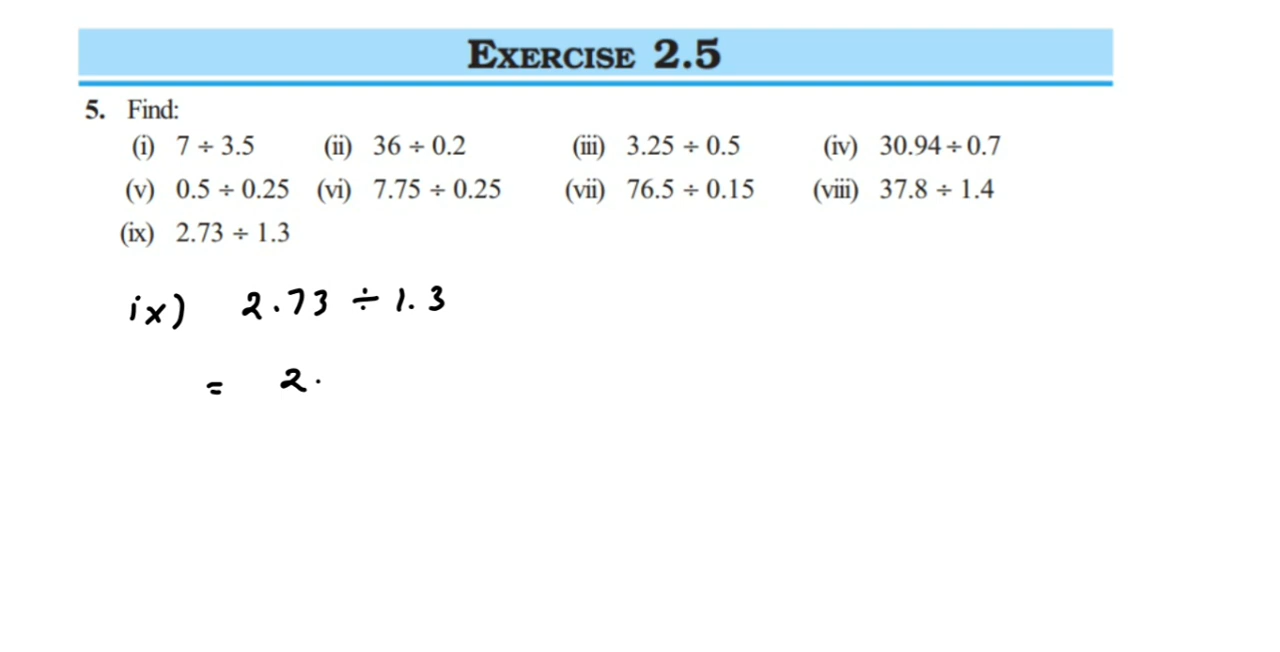 EXERCISE 2.5
5. Find:
(i) 7 ÷ 3.5 (ii) 36 ÷ 0.2 (iii) 3.25 ÷ 0.5 (iv) 30.94 ÷ 0.7
(v) 0.5 ÷ 0.25 (vi) 7.75 ÷ 0.25 (vii) 76.5 ÷ 0.15 (viii) 37.8 ÷ 1.4
(ix) 2.73 ÷ 1.3
ix) 2.73 ÷ 1.3
= 2.